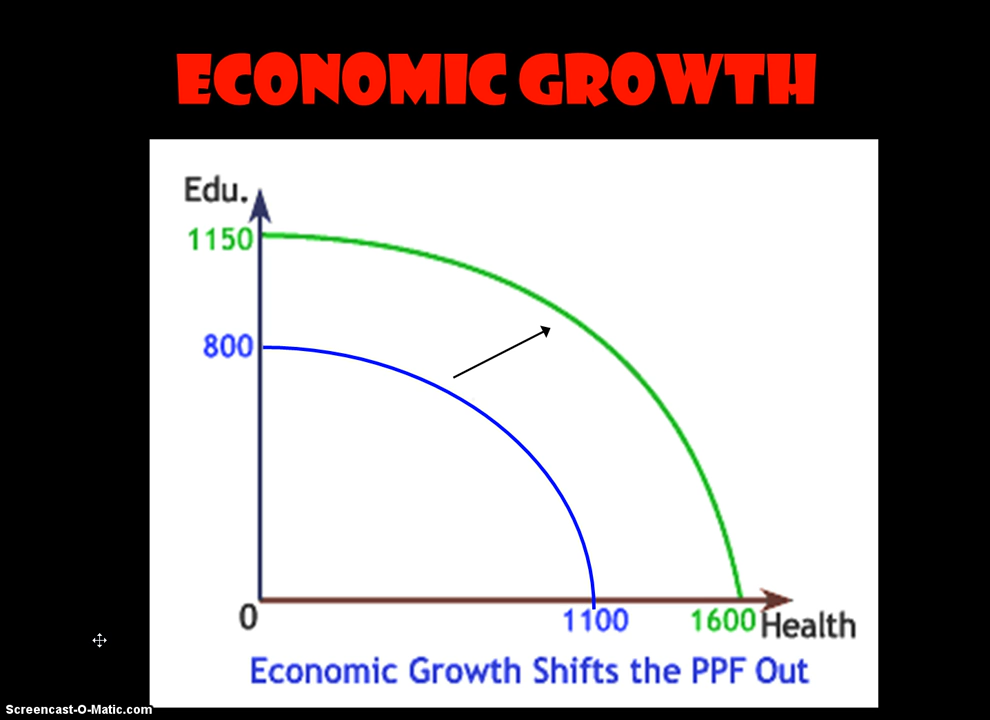 ECONOMIC GROWTH
Edu.
1150
800
0
1100
1600
Health
Economic Growth Shifts the PPF Out
Screencast-O-Matic.com